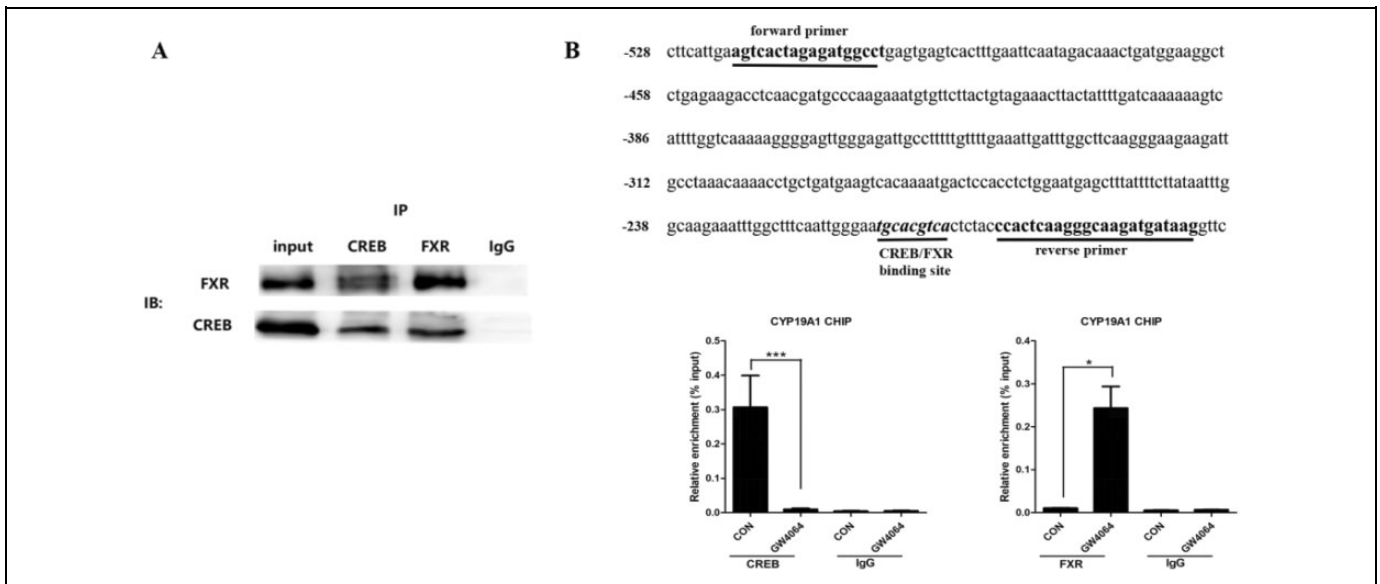 A
IP
input CREB FXR IgG
IB:
FXR
CREB
B
forward primer
-528 cttcattgaagtcactagagatggcctgagtgagtcactttgaattcaatagacaaactgatggaaggct
-458 ctgagaagacctcaacgatgcccaagaaatgtgttcttactgtagaaacttactattttgatcaaaaaagtc
-386 attttggtcaaaaaggggagttgggagattgcctttttgttttgaaattgatttggcttcaagggaagaagatt
-312 gcctaaacaaaacctgctgatgaagtcacaaaatgactccacctctggaatgagctttattttcttataatttg
-238 gcaagaaatttggctttcaattgggaatgcacgtcactctacccactcaagggcaagatgataaggttc
CREB/FXR
binding site
reverse primer
CYP19A1 CHIP
Relative enrichment (% input)
0.5
0.4
0.3
0.2
0.1
0.0
***
CON GW4064 CON GW4064
CREB IgG
CYP19A1 CHIP
Relative enrichment (% input)
0.4
0.3
0.2
0.1
0.0
*
CON GW4064 CON GW4064
FXR IgG